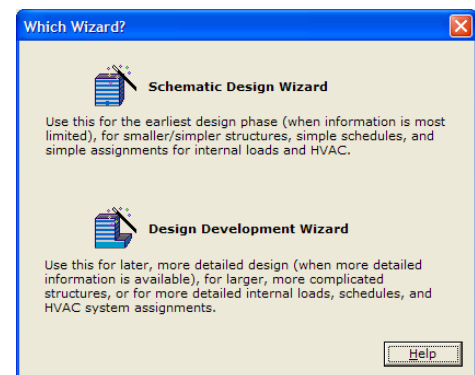 Which Wizard?
Schematic Design Wizard
Use this for the earliest design phase (when information is most
limited), for smaller/simpler structures, simple schedules, and
simple assignments for internal loads and HVAC.
Design Development Wizard
Use this for later, more detailed design (when more detailed
information is available), for larger, more complicated
structures, or for more detailed internal loads, schedules, and
HVAC system assignments.
Help